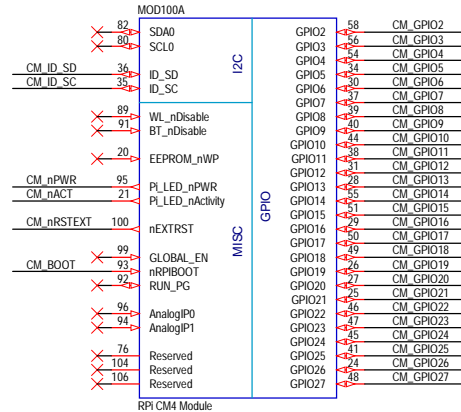 MOD100A
82 SDA0
80 SCL0
CM_ID_SD 36 ID_SD
CM_ID_SC 35 ID_SC
I2C
89 WL_nDisable
91 BT_nDisable
20 EEPROM_nWP
CM_nPWR 95 Pi_LED_nPWR
CM_nACT 21 Pi_LED_nActivity
CM_nRSTEXT 100 nEXTRST
99 GLOBAL_EN
CM_BOOT 93 nRPIBOOT
92 RUN_PG
96 AnalogIP0
94 AnalogIP1
76 Reserved
104 Reserved
106 Reserved
MISC
GPIO
GPIO2 58 CM_GPIO2
GPIO3 56 CM_GPIO3
GPIO4 54 CM_GPIO4
GPIO5 34 CM_GPIO5
GPIO6 30 CM_GPIO6
GPIO7 37 CM_GPIO7
GPIO8 39 CM_GPIO8
GPIO9 40 CM_GPIO9
GPIO10 44 CM_GPIO10
GPIO11 38 CM_GPIO11
GPIO12 31 CM_GPIO12
GPIO13 28 CM_GPIO13
GPIO14 55 CM_GPIO14
GPIO15 51 CM_GPIO15
GPIO16 29 CM_GPIO16
GPIO17 50 CM_GPIO17
GPIO18 49 CM_GPIO18
GPIO19 26 CM_GPIO19
GPIO20 27 CM_GPIO20
GPIO21 25 CM_GPIO21
GPIO22 46 CM_GPIO22
GPIO23 47 CM_GPIO23
GPIO24 45 CM_GPIO24
GPIO25 41 CM_GPIO25
GPIO26 24 CM_GPIO26
GPIO27 48 CM_GPIO27
RPi CM4 Module